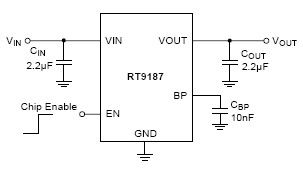 VIN
CIN
2.2µF
VIN
VOUT
RT9187
VOUT
COUT
2.2µF
BP
CBP
10nF
Chip Enable
EN
GND